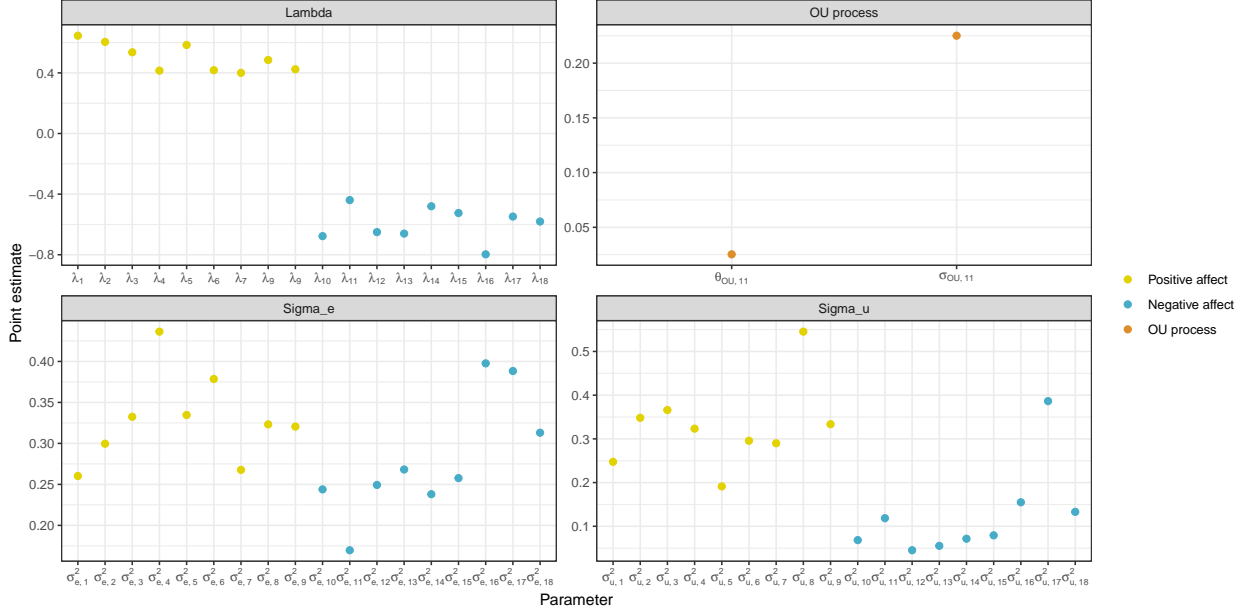 Lambda
OU process
0.4
0.0
−0.4
−0.8
0.20
0.15
0.10
0.05
λ1 λ2 λ3 λ4 λ5 λ6 λ7 λ9 λ9 λ10 λ11 λ12 λ13 λ14 λ15 λ16 λ17 λ18
θOU, 11 σOU, 11
Point estimate
Positive affect
Negative affect
OU process
Sigma_e
Sigma_u
0.40
0.35
0.30
0.25
0.20
0.5
0.4
0.3
0.2
0.1
σ²e, 1 σ²e, 2 σ²e, 3 σ²e, 4 σ²e, 5 σ²e, 6 σ²e, 7 σ²e, 8 σ²e, 9 σ²e, 10 σ²e, 11 σ²e, 12 σ²e, 13 σ²e, 14 σ²e, 15 σ²e, 16 σ²e, 17 σ²e, 18
σ²u, 1 σ²u, 2 σ²u, 3 σ²u, 4 σ²u, 5 σ²u, 6 σ²u, 7 σ²u, 8 σ²u, 9 σ²u, 10 σ²u, 11 σ²u, 12 σ²u, 13 σ²u, 14 σ²u, 15 σ²u, 16 σ²u, 17 σ²u, 18
Parameter